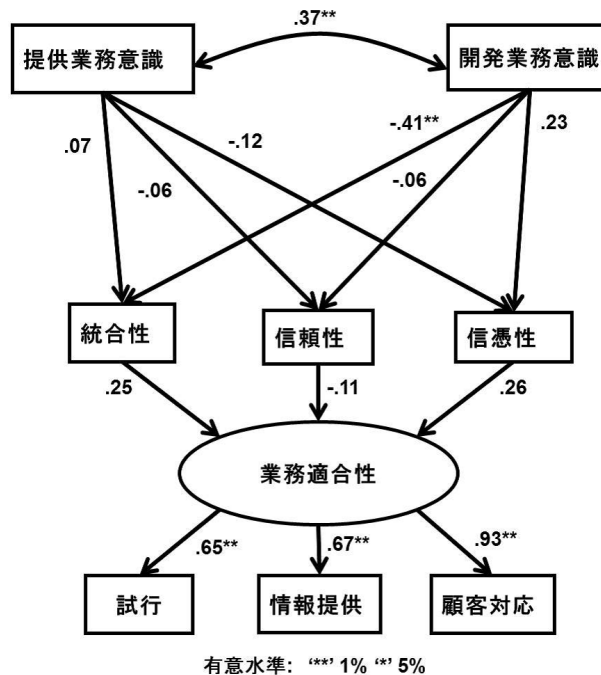 .37**
提供業務意識
開発業務意識
.07
-.12
-.41**
.23
-.06
-.06
統合性
信頼性
信憑性
.25
-.11
.26
業務適合性
.65**
.67**
.93**
試行
情報提供
顧客対応
有意水準: ‘**’ 1% ‘*’ 5%